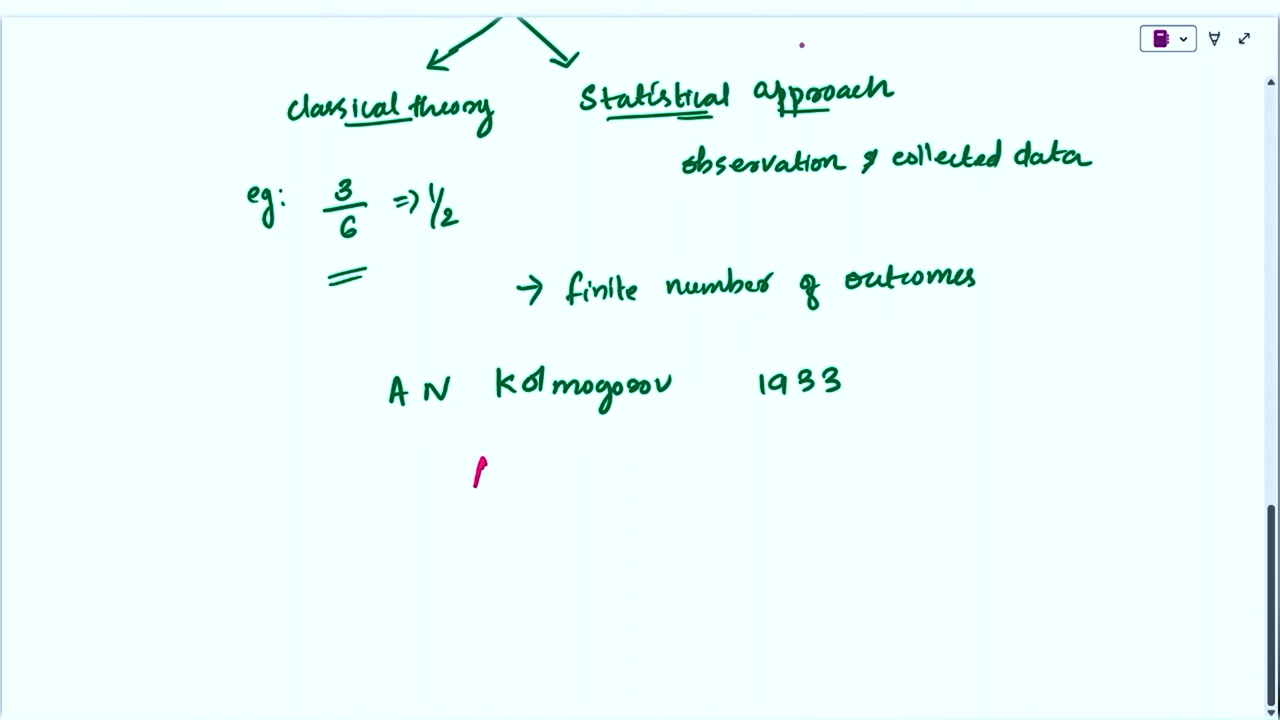 classical theory
Statistical approach
observation & collected data
eg: 3/6 => 1/2
→ finite number of outcomes
A N Kolmogorov 1933